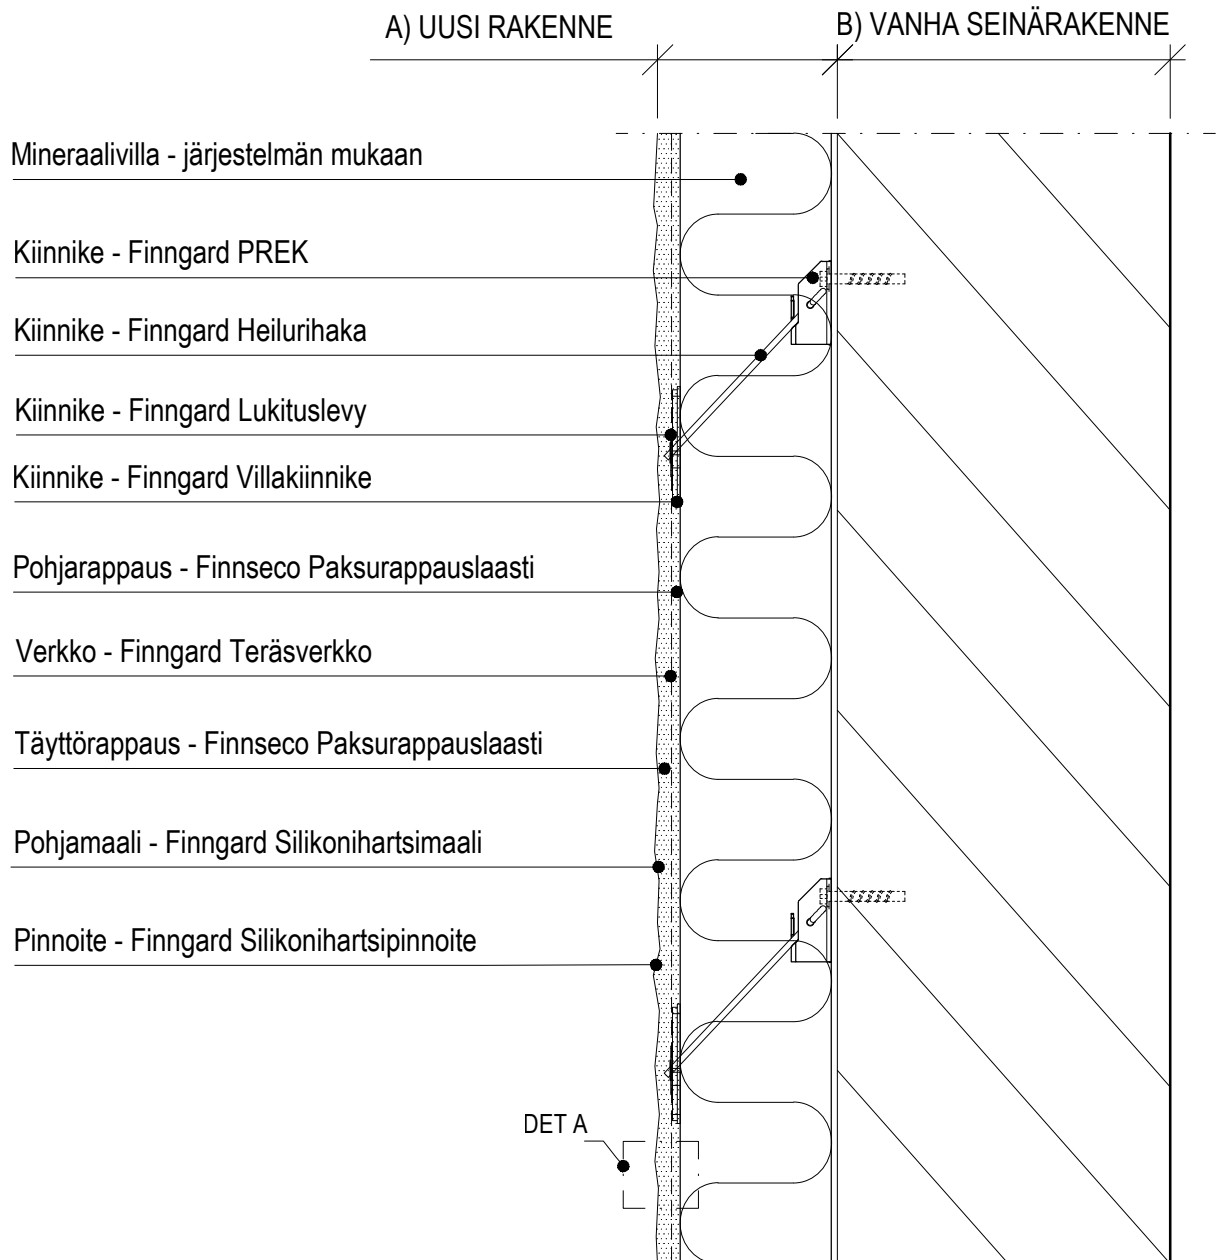 A) UUSI RAKENNE
B) VANHA SEINÄRAKENNE
Mineraalivilla - järjestelmän mukaan
Kiinnike - Finngard PREK
Kiinnike - Finngard Heilurihaka
Kiinnike - Finngard Lukituslevy
Kiinnike - Finngard Villakiinnike
Pohjarappaus - Finnseco Paksurappauslaasti
Verkko - Finngard Teräsverkko
Täyttörappaus - Finnseco Paksurappauslaasti
Pohjamaali - Finngard Silikonihartsimaali
Pinnoite - Finngard Silikonihartsipinnoite
DET A